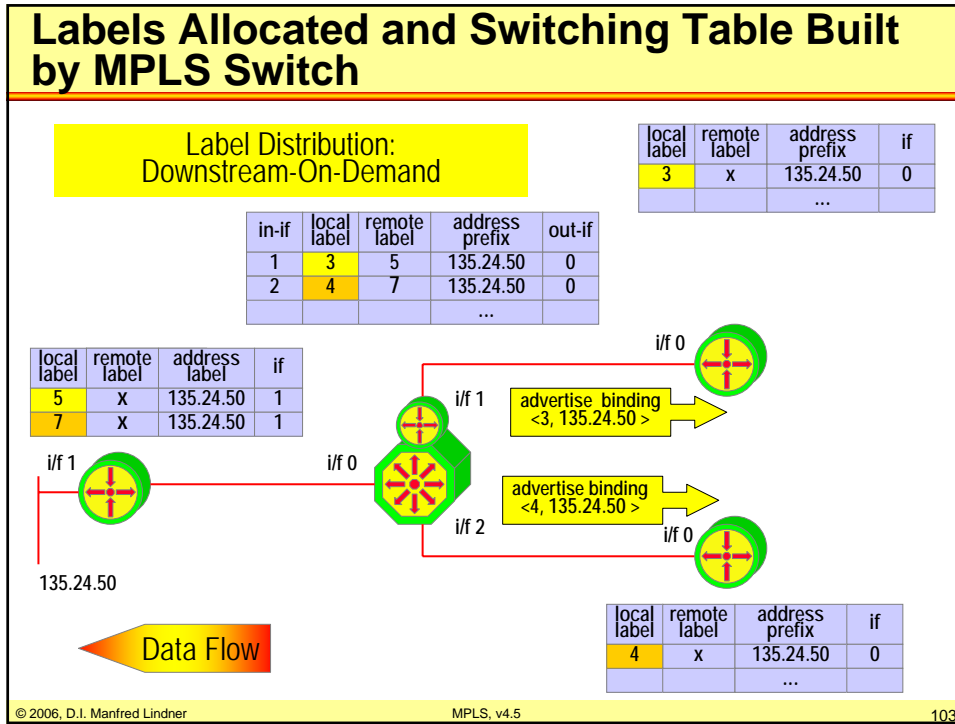 Labels Allocated and Switching Table Built
by MPLS Switch
Label Distribution:
Downstream-On-Demand
local label remote label address prefix if
3 x 135.24.50 0
...
in-if local label remote label address prefix out-if
1 3 5 135.24.50 0
2 4 7 135.24.50 0
...
local label remote label address label if
5 x 135.24.50 1
7 x 135.24.50 1
i/f 0
i/f 1
advertise binding
<3, 135.24.50 >
i/f 1
i/f 0
advertise binding
<4, 135.24.50 >
i/f 2
i/f 0
135.24.50
Data Flow
local label remote label address prefix if
4 x 135.24.50 0
...
© 2006, D.I. Manfred Lindner
MPLS, v4.5
103